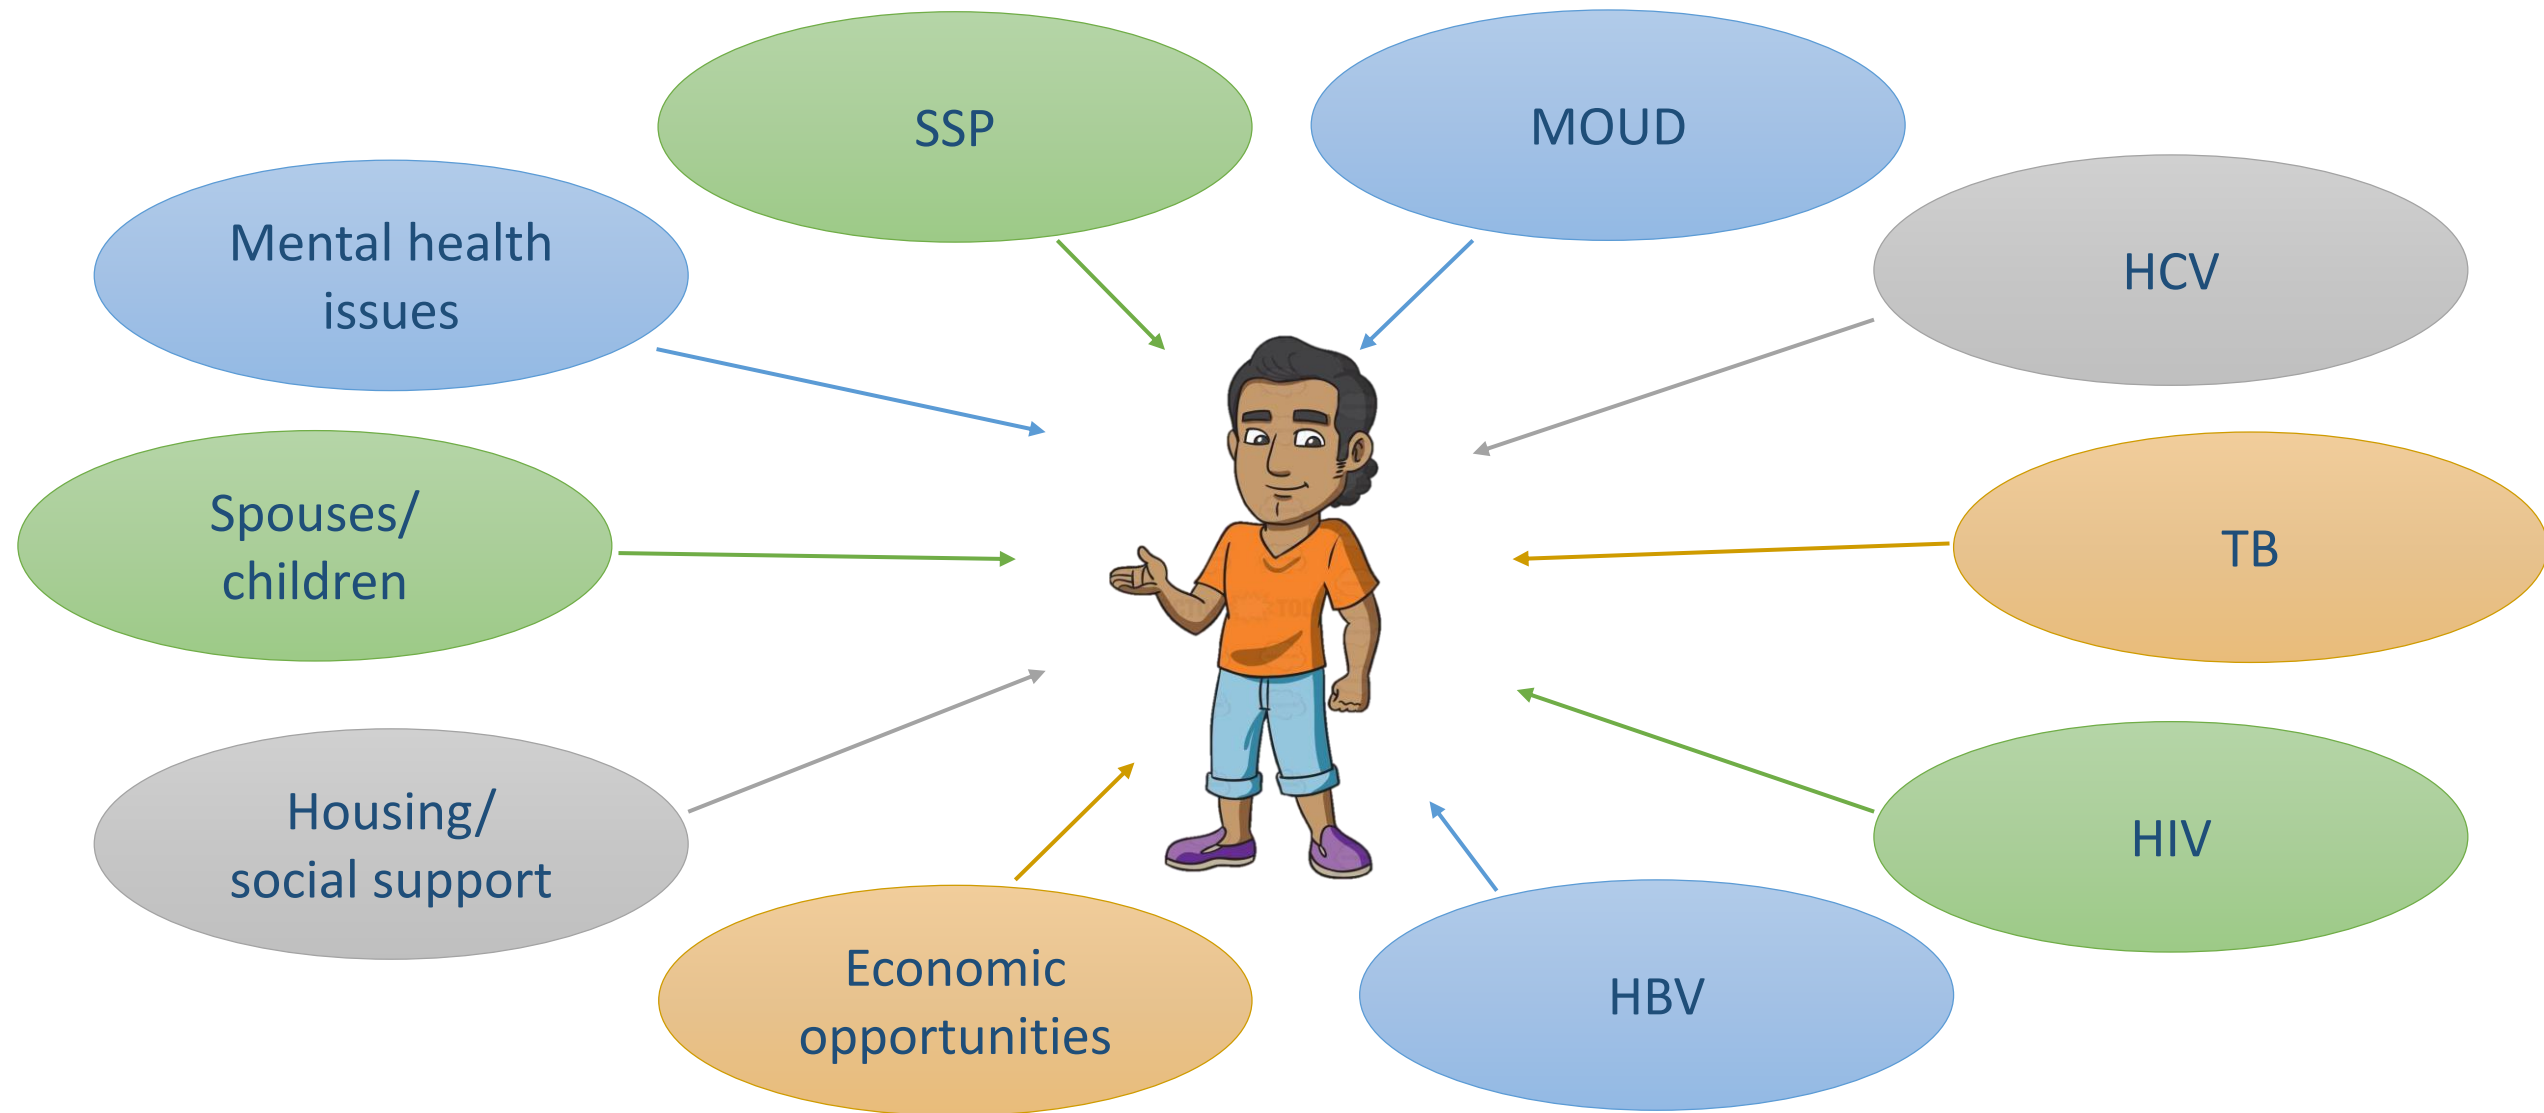 SSP
MOUD
Mental health
issues
HCV
Spouses/
children
TB
Housing/
social support
HIV
Economic
opportunities
HBV